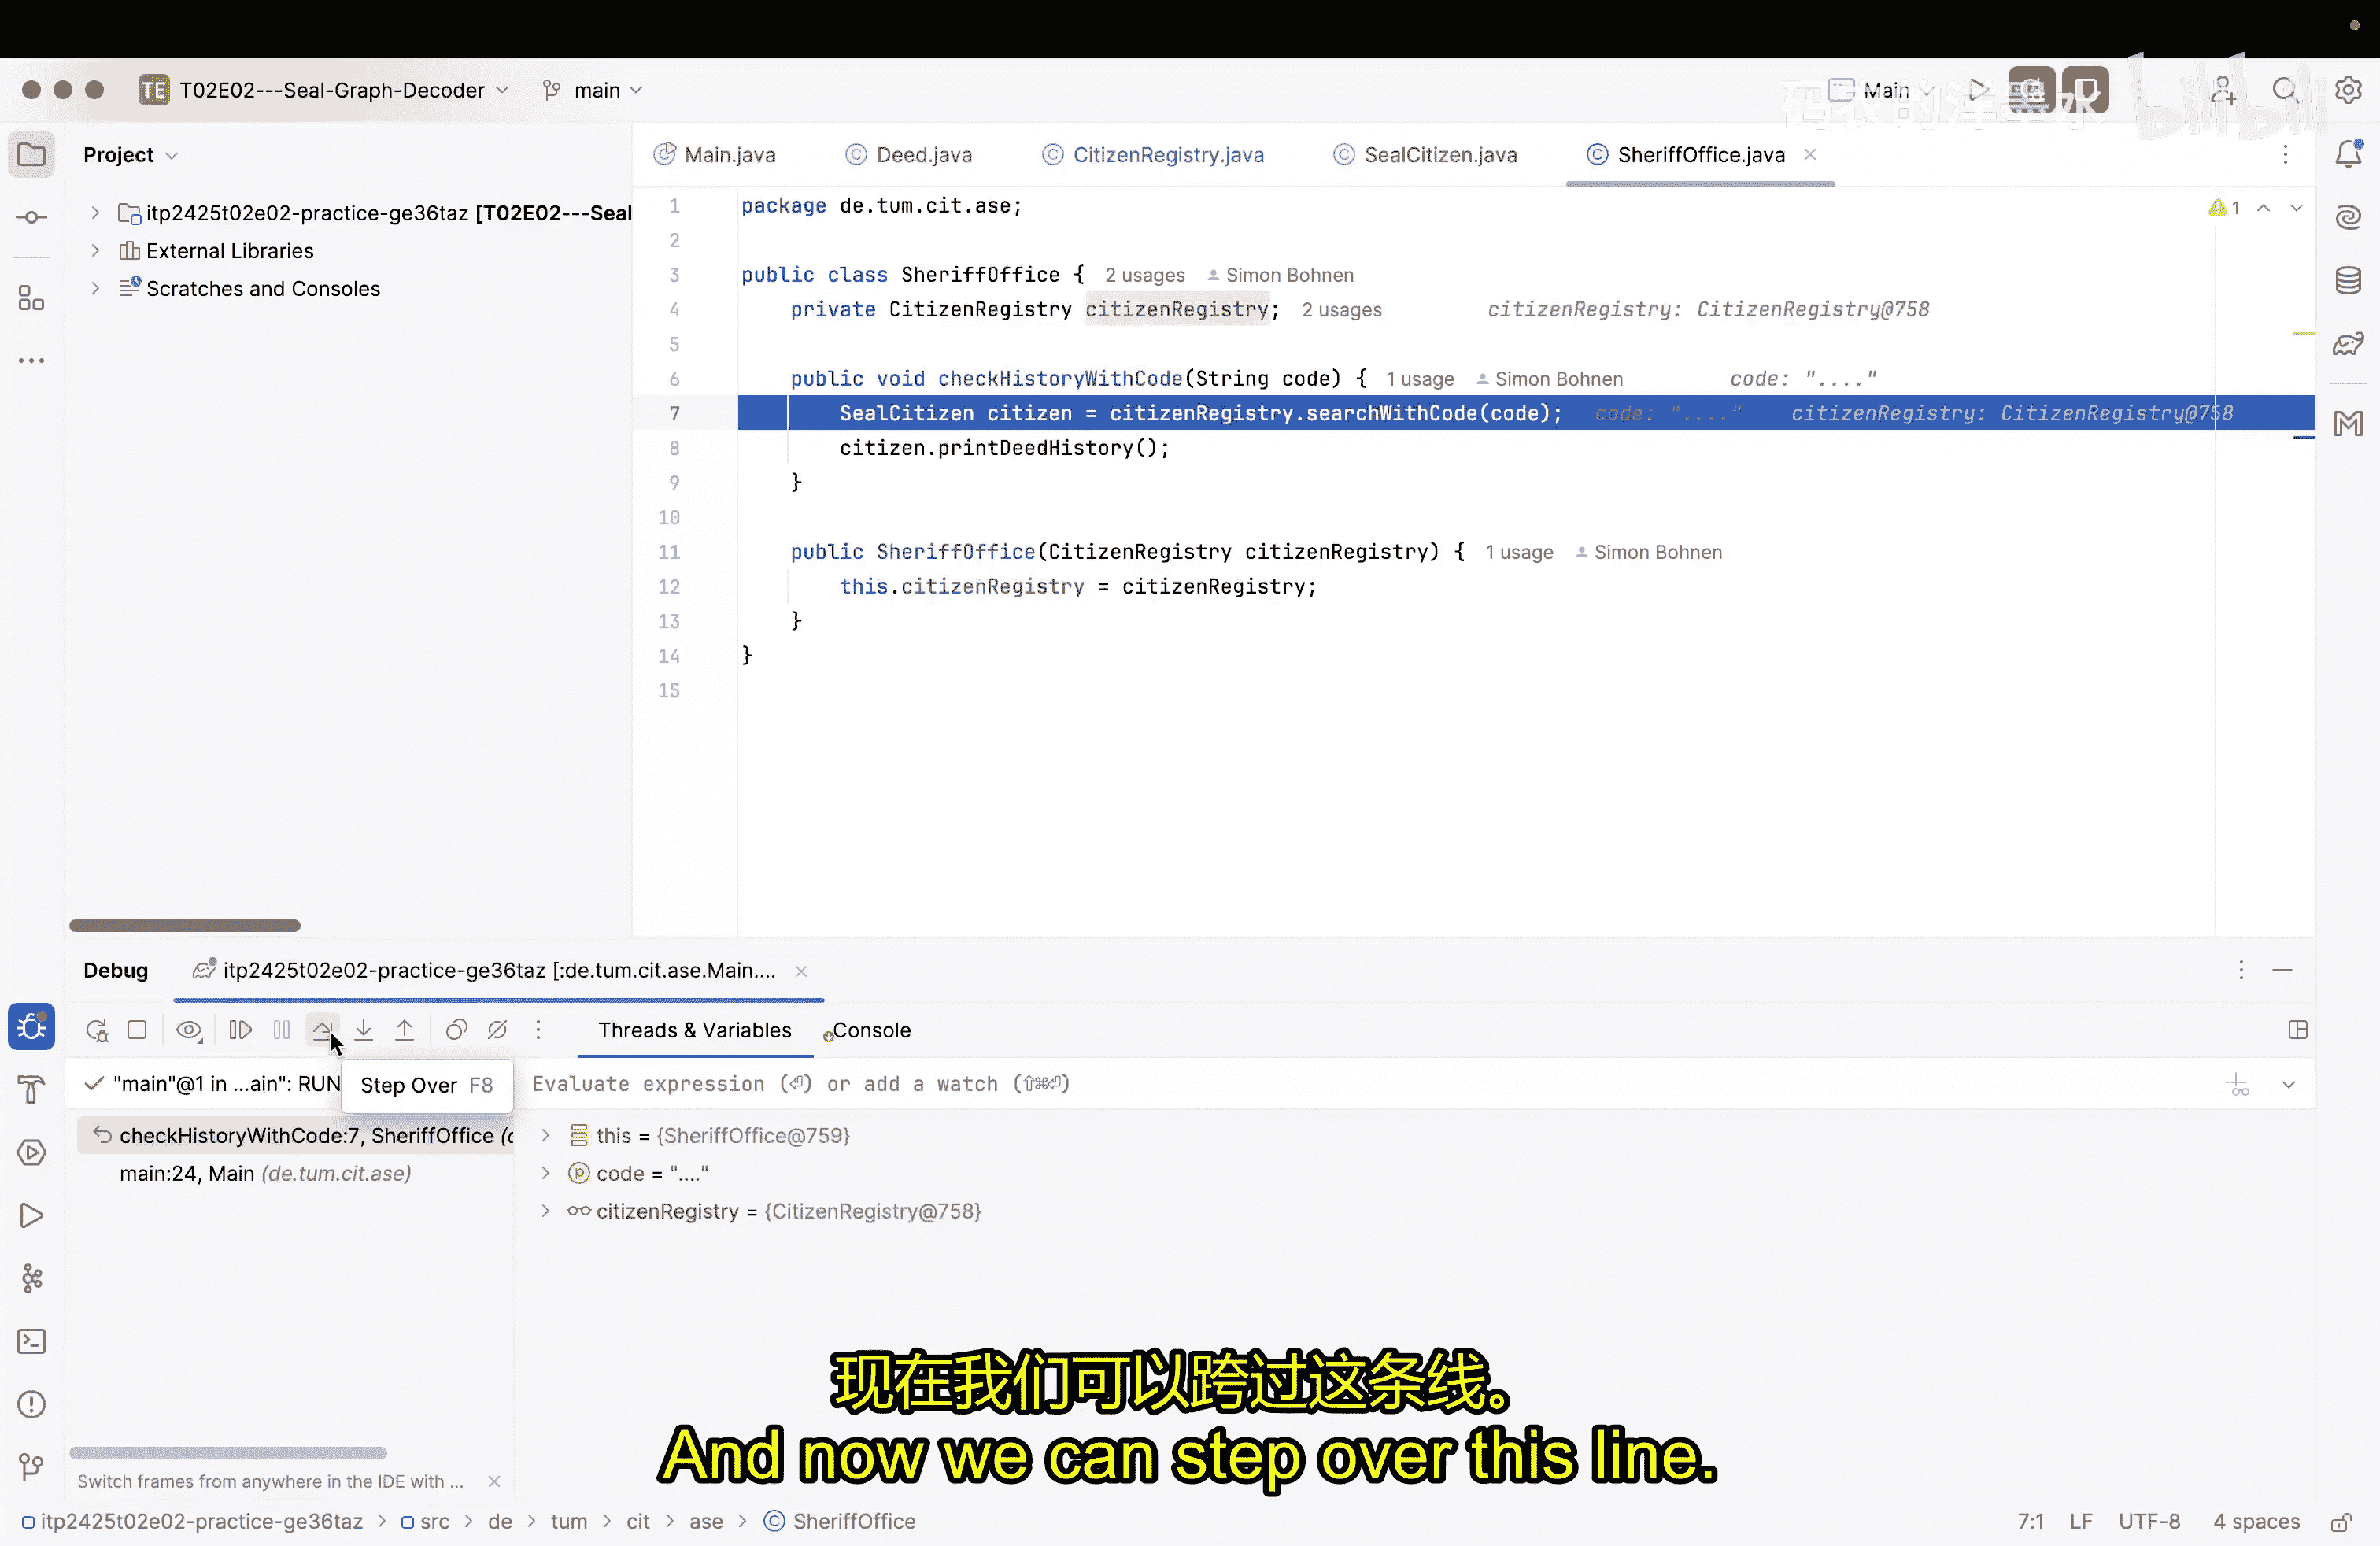 TE T02E02---Seal-Graph-Decoder main
Main
bilibili
Project
Main.java Deed.java CitizenRegistry.java SealCitizen.java SheriffOffice.java
itp2425t02e02-practice-ge36taz [T02E02---Seal
External Libraries
Scratches and Consoles
1 package de.tum.cit.ase; 1
2
3 public class SheriffOffice { 2 usages Simon Bohnen
4 private CitizenRegistry citizenRegistry; 2 usages citizenRegistry: CitizenRegistry@758
5
6 public void checkHistoryWithCode(String code) { 1 usage Simon Bohnen code: "...."
7 SealCitizen citizen = citizenRegistry.searchWithCode(code); code: "...." citizenRegistry: CitizenRegistry@758
8 citizen.printDeedHistory();
9 }
10
11 public SheriffOffice(CitizenRegistry citizenRegistry) { 1 usage Simon Bohnen
12 this.citizenRegistry = citizenRegistry;
13 }
14 }
15
Debug itp2425t02e02-practice-ge36taz [:de.tum.cit.ase.Main....
Threads & Variables Console
"main"@1 in ...ain": RUN
Step Over F8
Evaluate expression (⏎) or add a watch (⇧⌘⏎)
checkHistoryWithCode:7, SheriffOffice (
main:24, Main (de.tum.cit.ase)
this = {SheriffOffice@759}
code = "...."
citizenRegistry = {CitizenRegistry@758}
现在我们可以跨过这条线。
And now we can step over this line.
Switch frames from anywhere in the IDE with ...
itp2425t02e02-practice-ge36taz > src > de > tum > cit > ase > SheriffOffice
7:1 LF UTF-8 4 spaces